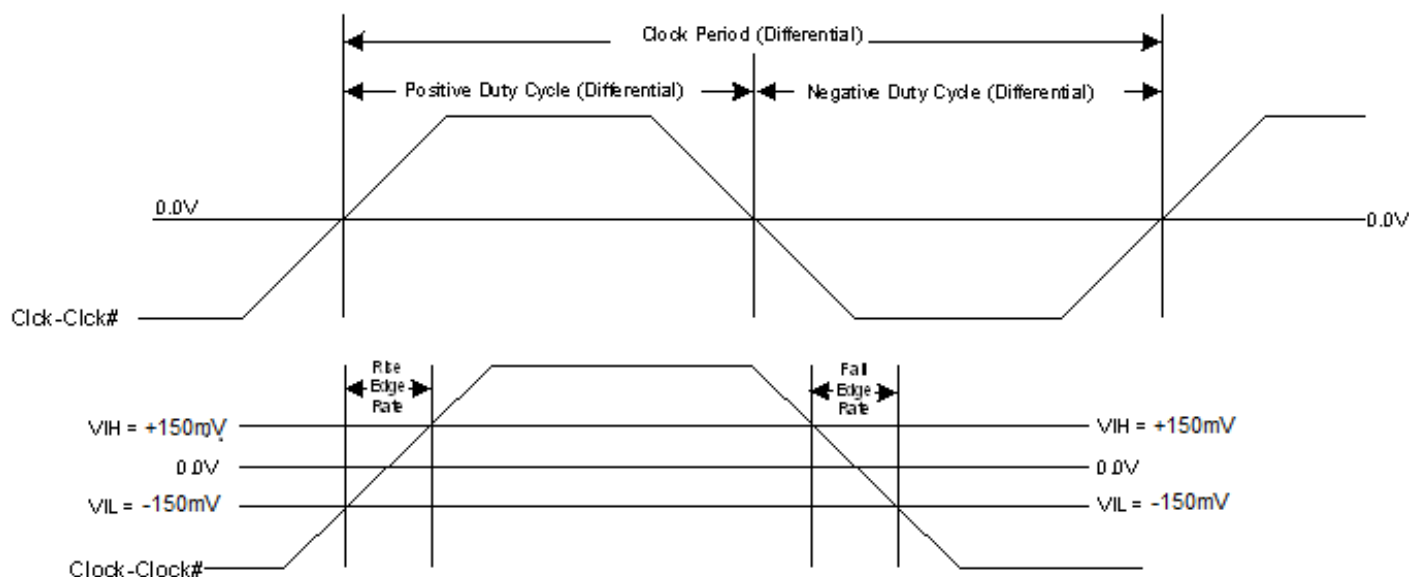 Clock Period (Differential)
Positive Duty Cycle (Differential)
Negative Duty Cycle (Differential)
0.0V
0.0V
Clck-Clck#
Rise
Edge
Rate
Fall
Edge
Rate
VIH = +150mV
VIH = +150mV
0.0V
0.0V
VIL = -150mV
VIL = -150mV
Clock-Clock#